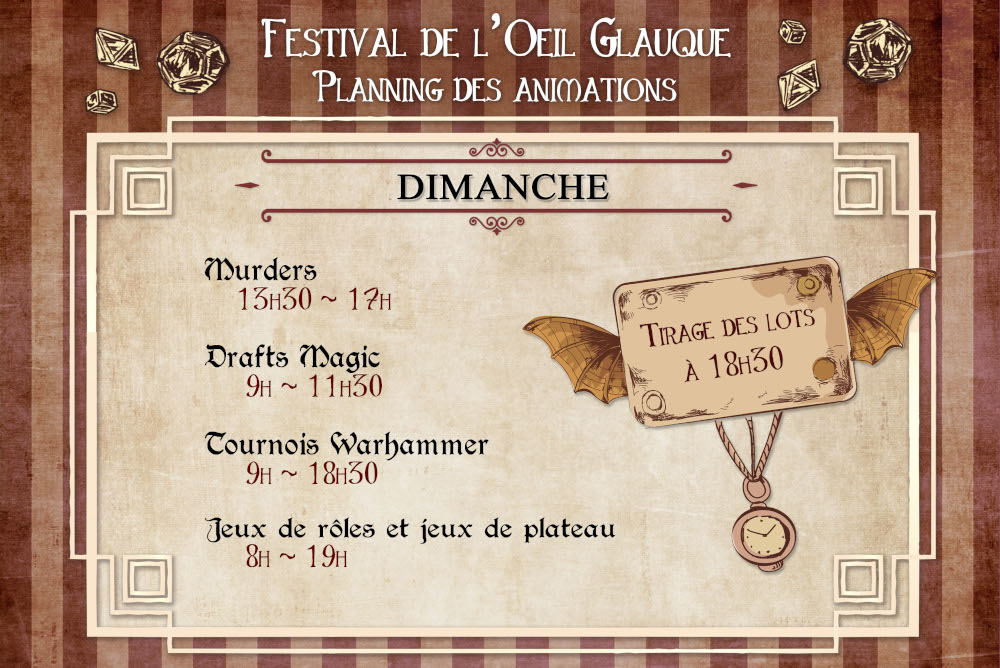 Festival de l'Oeil Glauque
Planning des animations
DIMANCHE
Murders
13h30 ~ 17h
Drafts Magic
9h ~ 11h30
Tournois Warhammer
9h ~ 18h30
Jeux de rôles et jeux de plateau
8h ~ 19h
Tirage des lots
à 18h30